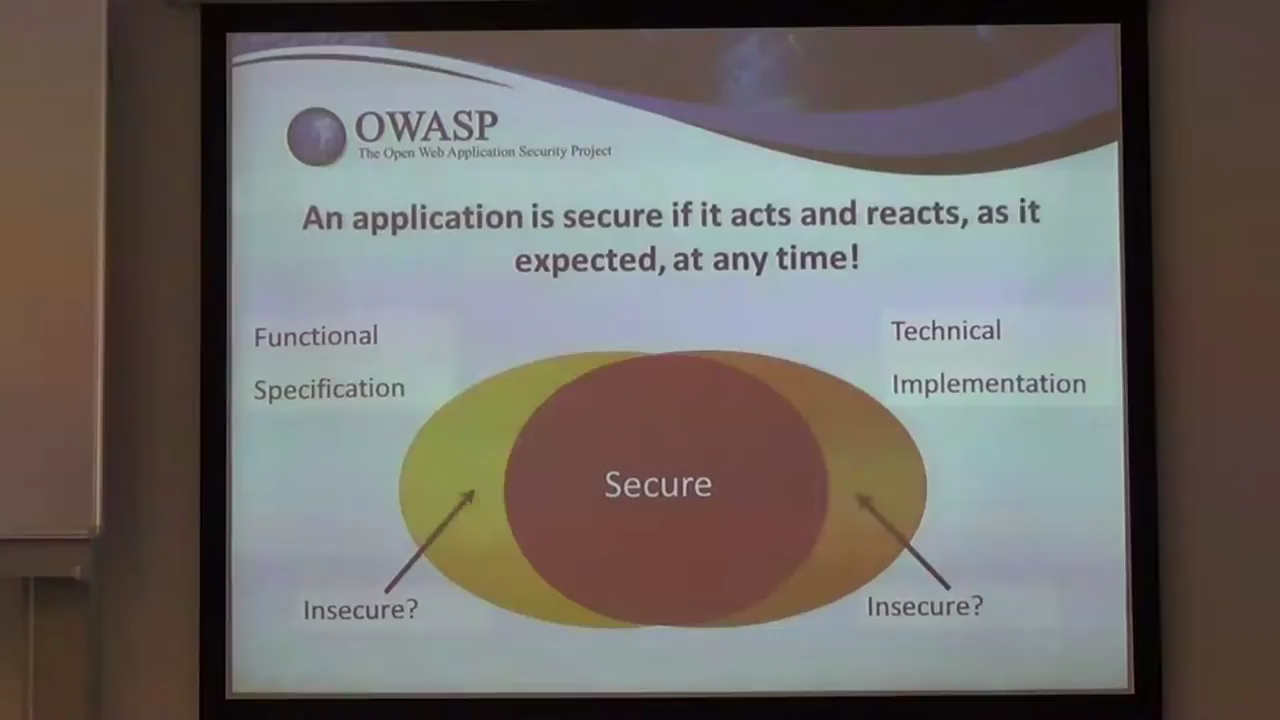 OWASP
The Open Web Application Security Project
An application is secure if it acts and reacts, as it
expected, at any time!
Functional
Specification
Technical
Implementation
Secure
Insecure?
Insecure?